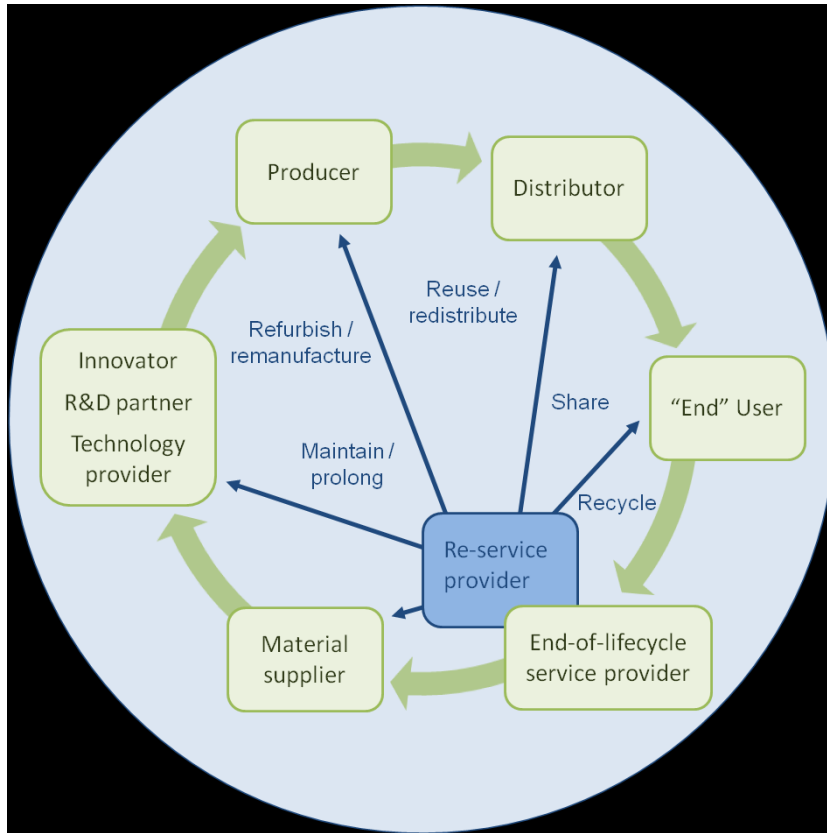 Producer
Distributor
Reuse /
redistribute
Refurbish /
remanufacture
Innovator
R&D partner
Technology
provider
Share
“End” User
Maintain /
prolong
Recycle
Re-service
provider
Material
supplier
End-of-lifecycle
service provider